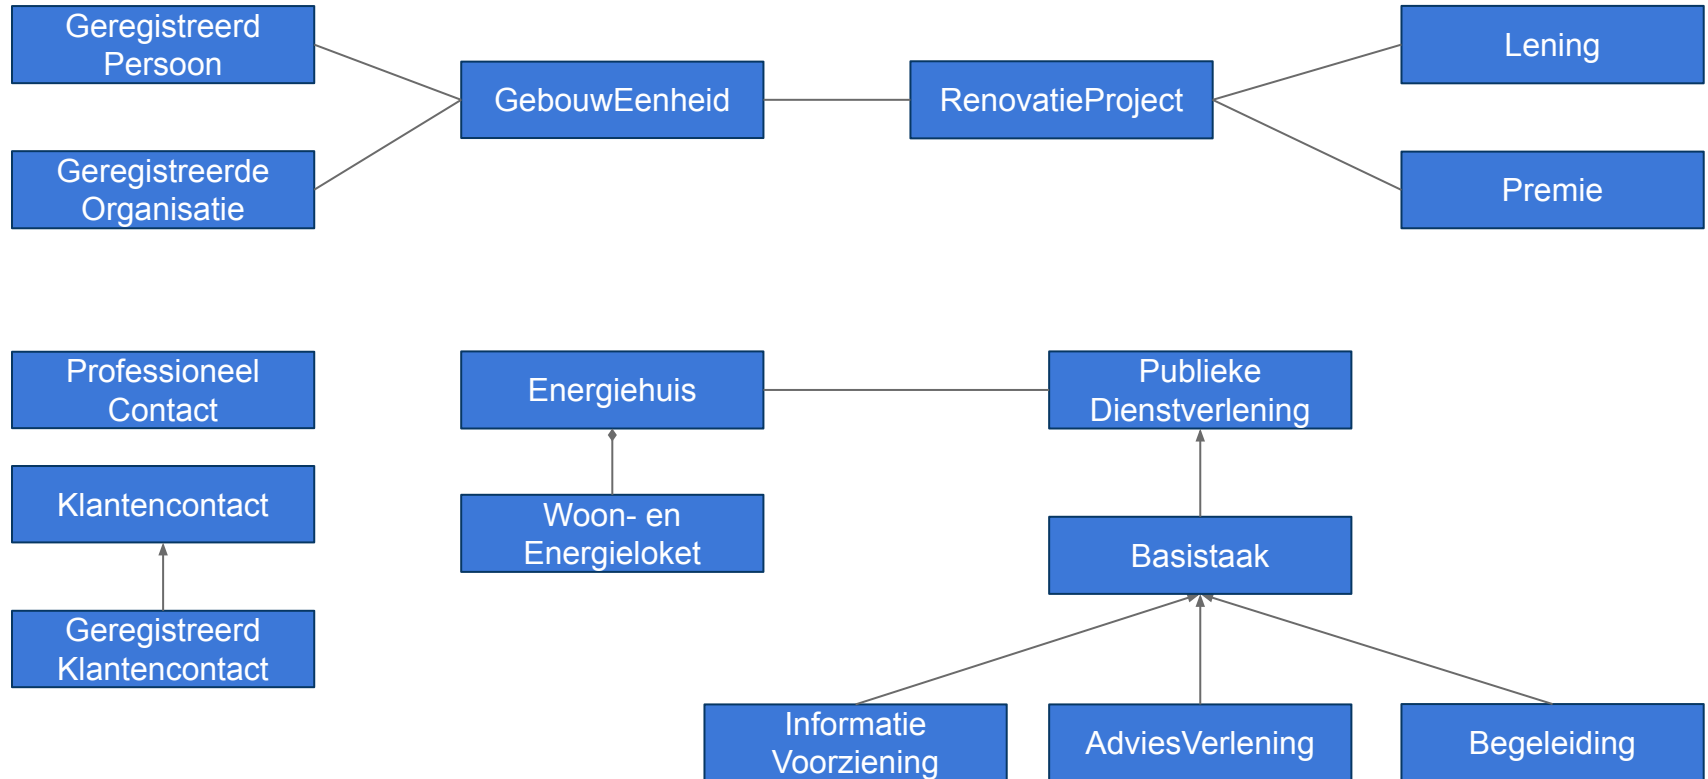 Geregistreerd
Persoon
Lening
GebouwEenheid
RenovatieProject
Geregistreerde
Organisatie
Premie
Professioneel
Contact
Energiehuis
Publieke
Dienstverlening
Klantencontact
Woon- en
Energieloket
Basistaak
Geregistreerd
Klantencontact
Informatie
Voorziening
AdviesVerlening
Begeleiding